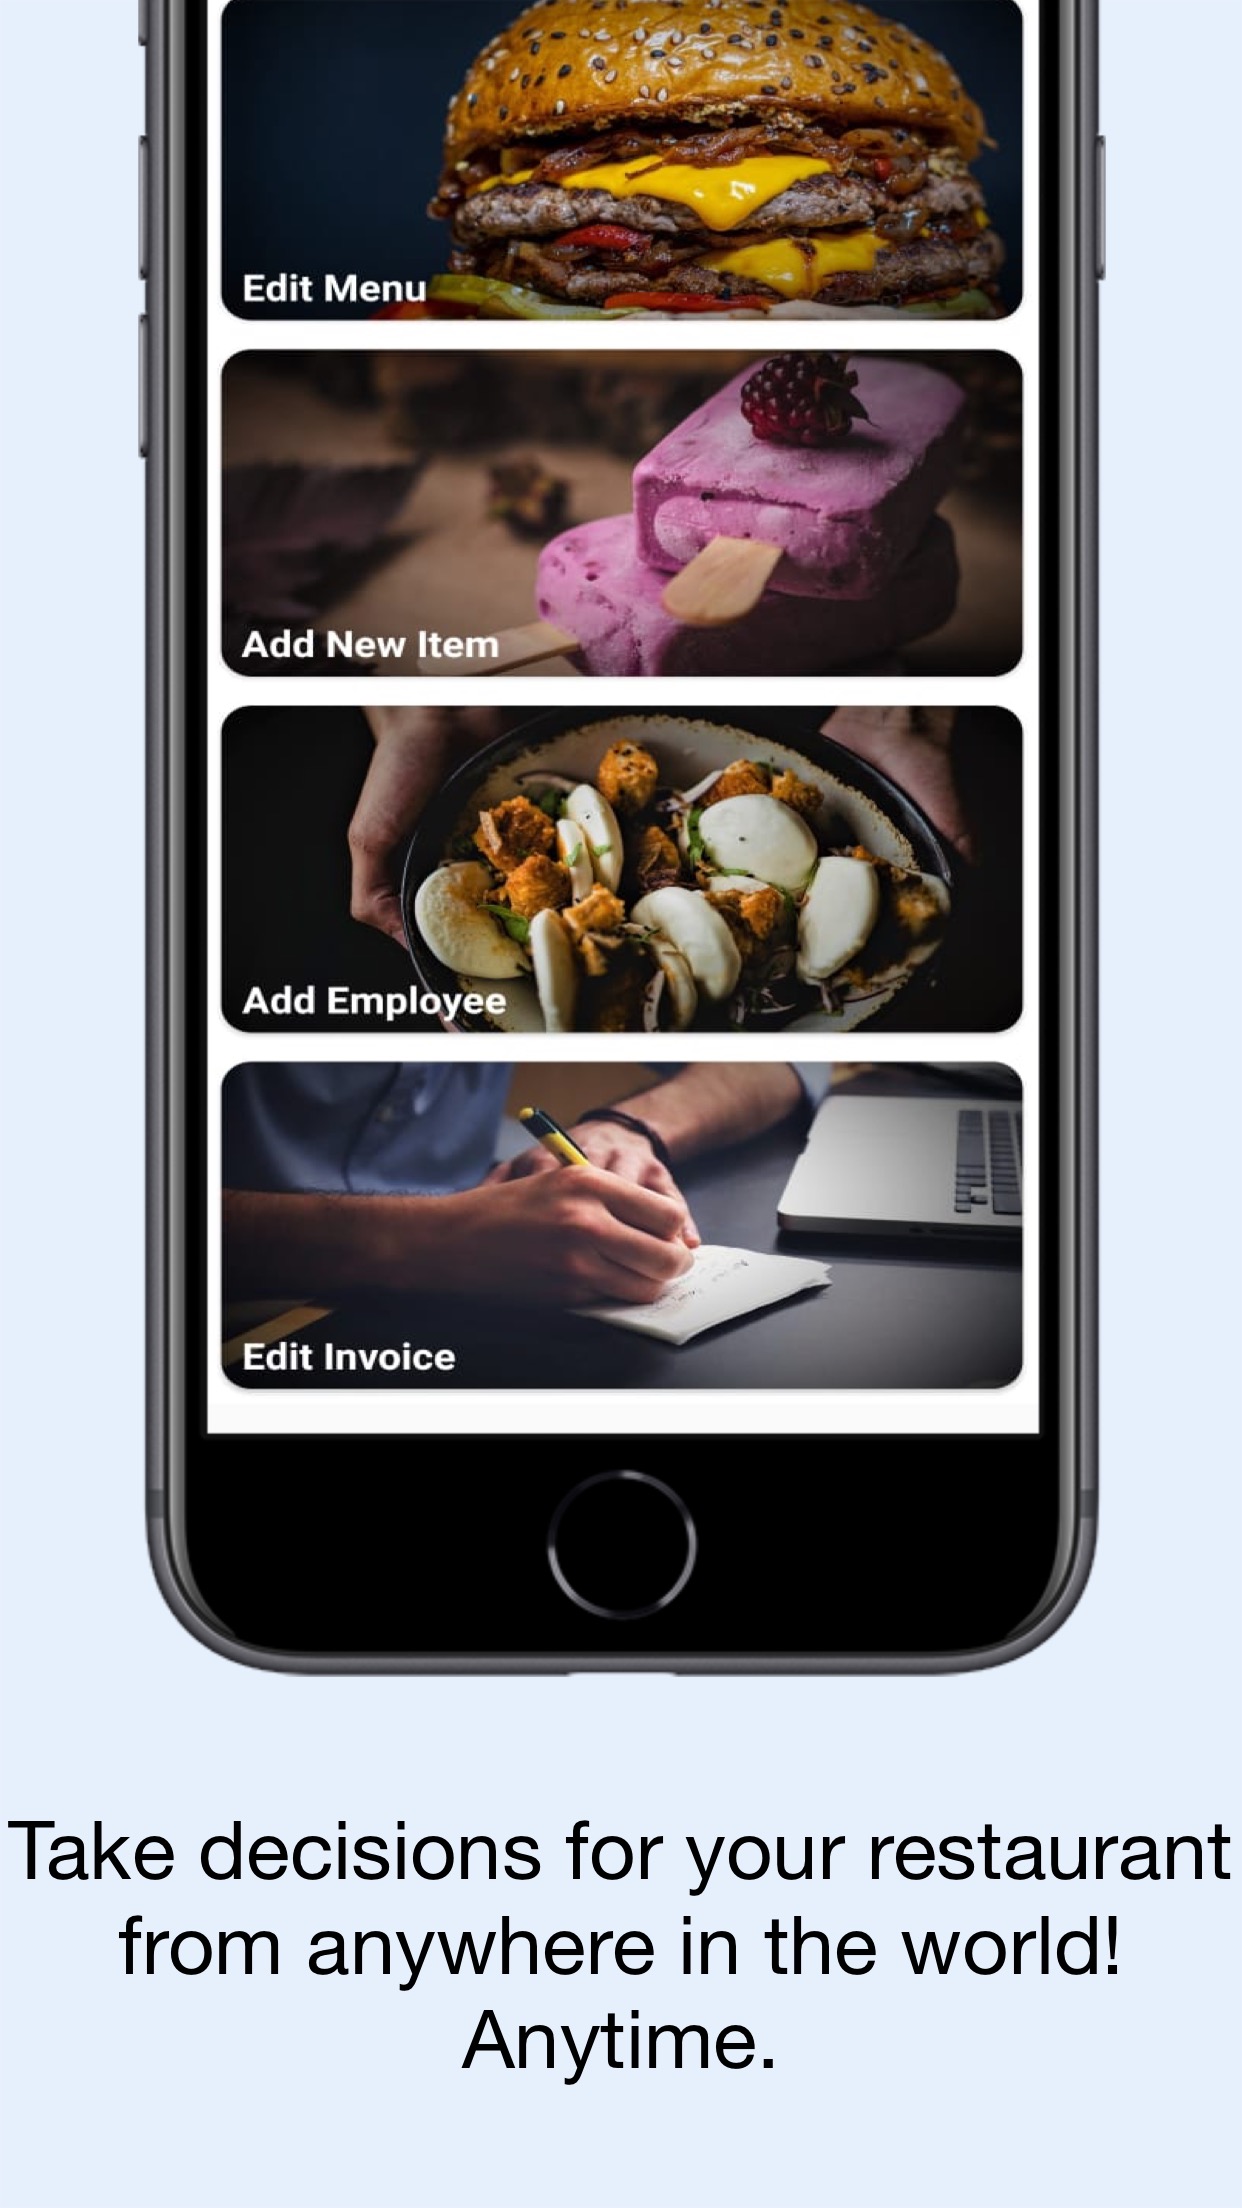 Edit Menu
Add New Item
Add Employee
Edit Invoice
Take decisions for your restaurant
from anywhere in the world!
Anytime.